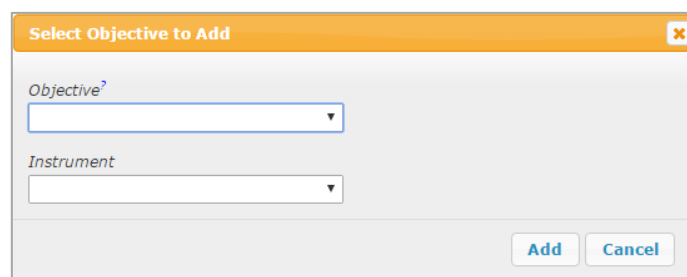 Select Objective to Add
Objective?
Instrument
Add Cancel